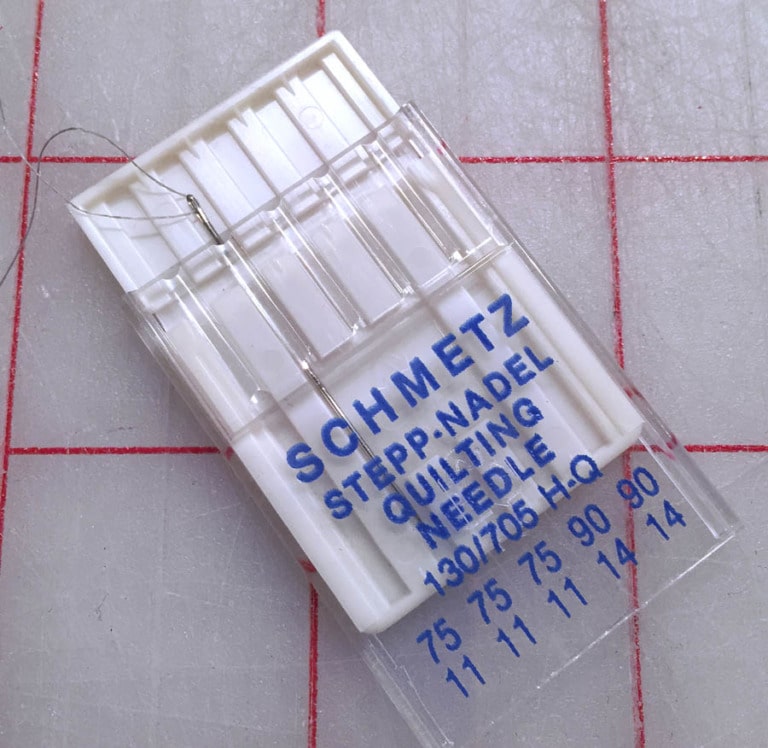 SCHMETZ
STEPP-NADEL
QUILTING
NEEDLE
130/705 H-Q
75 75 75 90 90
11 11 11 14 14